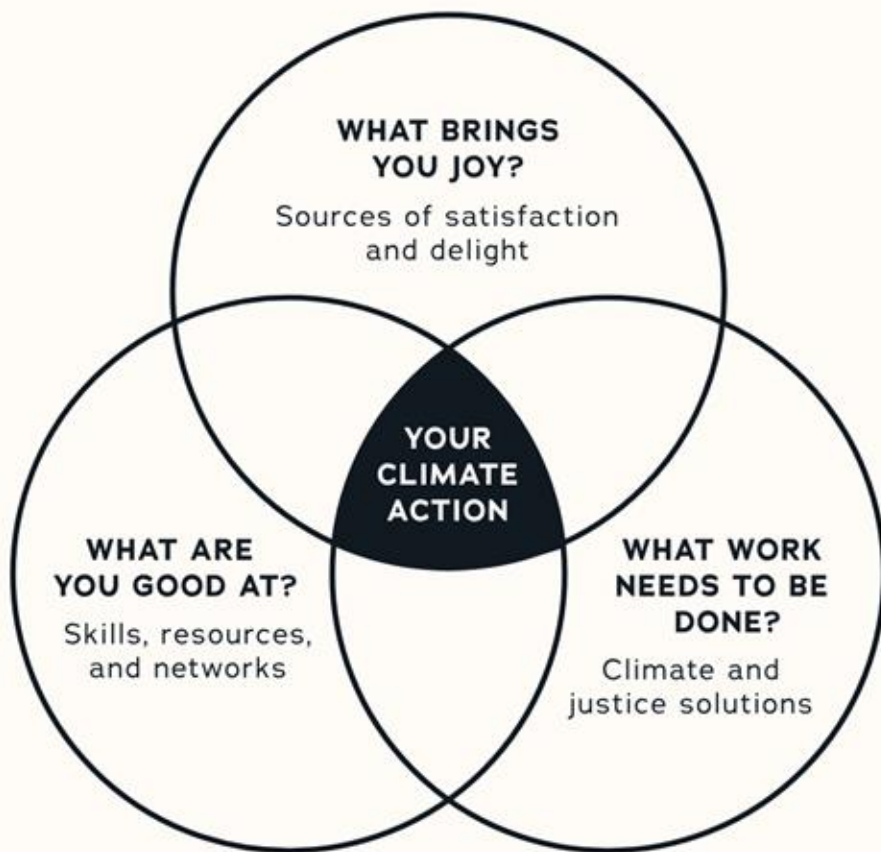 WHAT BRINGS
YOU JOY?
Sources of satisfaction
and delight
YOUR
CLIMATE
ACTION
WHAT ARE
YOU GOOD AT?
Skills, resources,
and networks
WHAT WORK
NEEDS TO BE
DONE?
Climate and
justice solutions